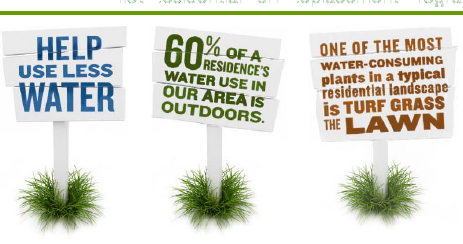 HELP
USE LESS
WATER
60% OF A
RESIDENCE'S
WATER USE IN
OUR AREA IS
OUTDOORS.
ONE OF THE MOST
WATER-CONSUMING
plants in a typical
residential landscape
is TURF GRASS
THE LAWN